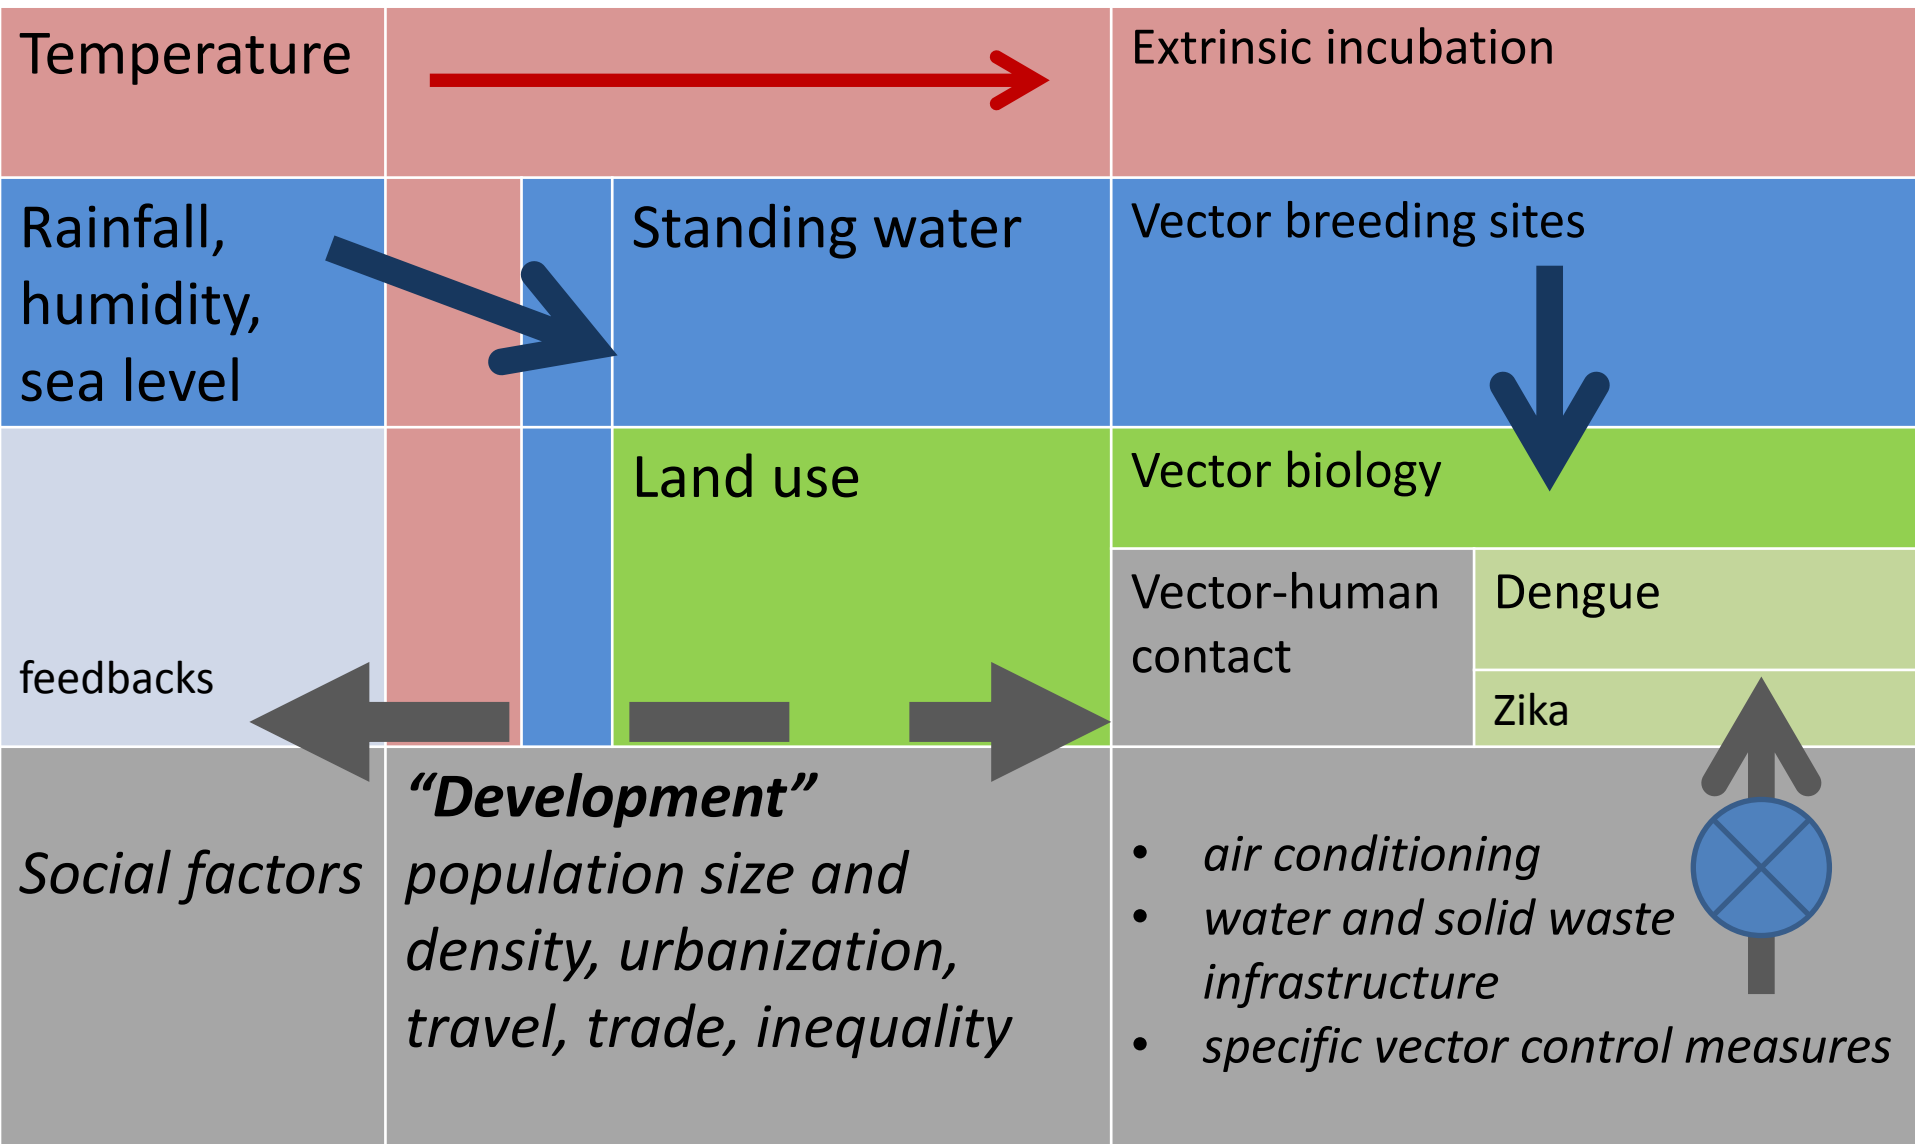 Temperature
Extrinsic incubation
Rainfall,
humidity,
sea level
Standing water
Vector breeding sites
feedbacks
Land use
Vector biology
Vector-human
contact
Dengue
Zika
Social factors
“Development”
population size and
density, urbanization,
travel, trade, inequality
• air conditioning
• water and solid waste
infrastructure
• specific vector control measures